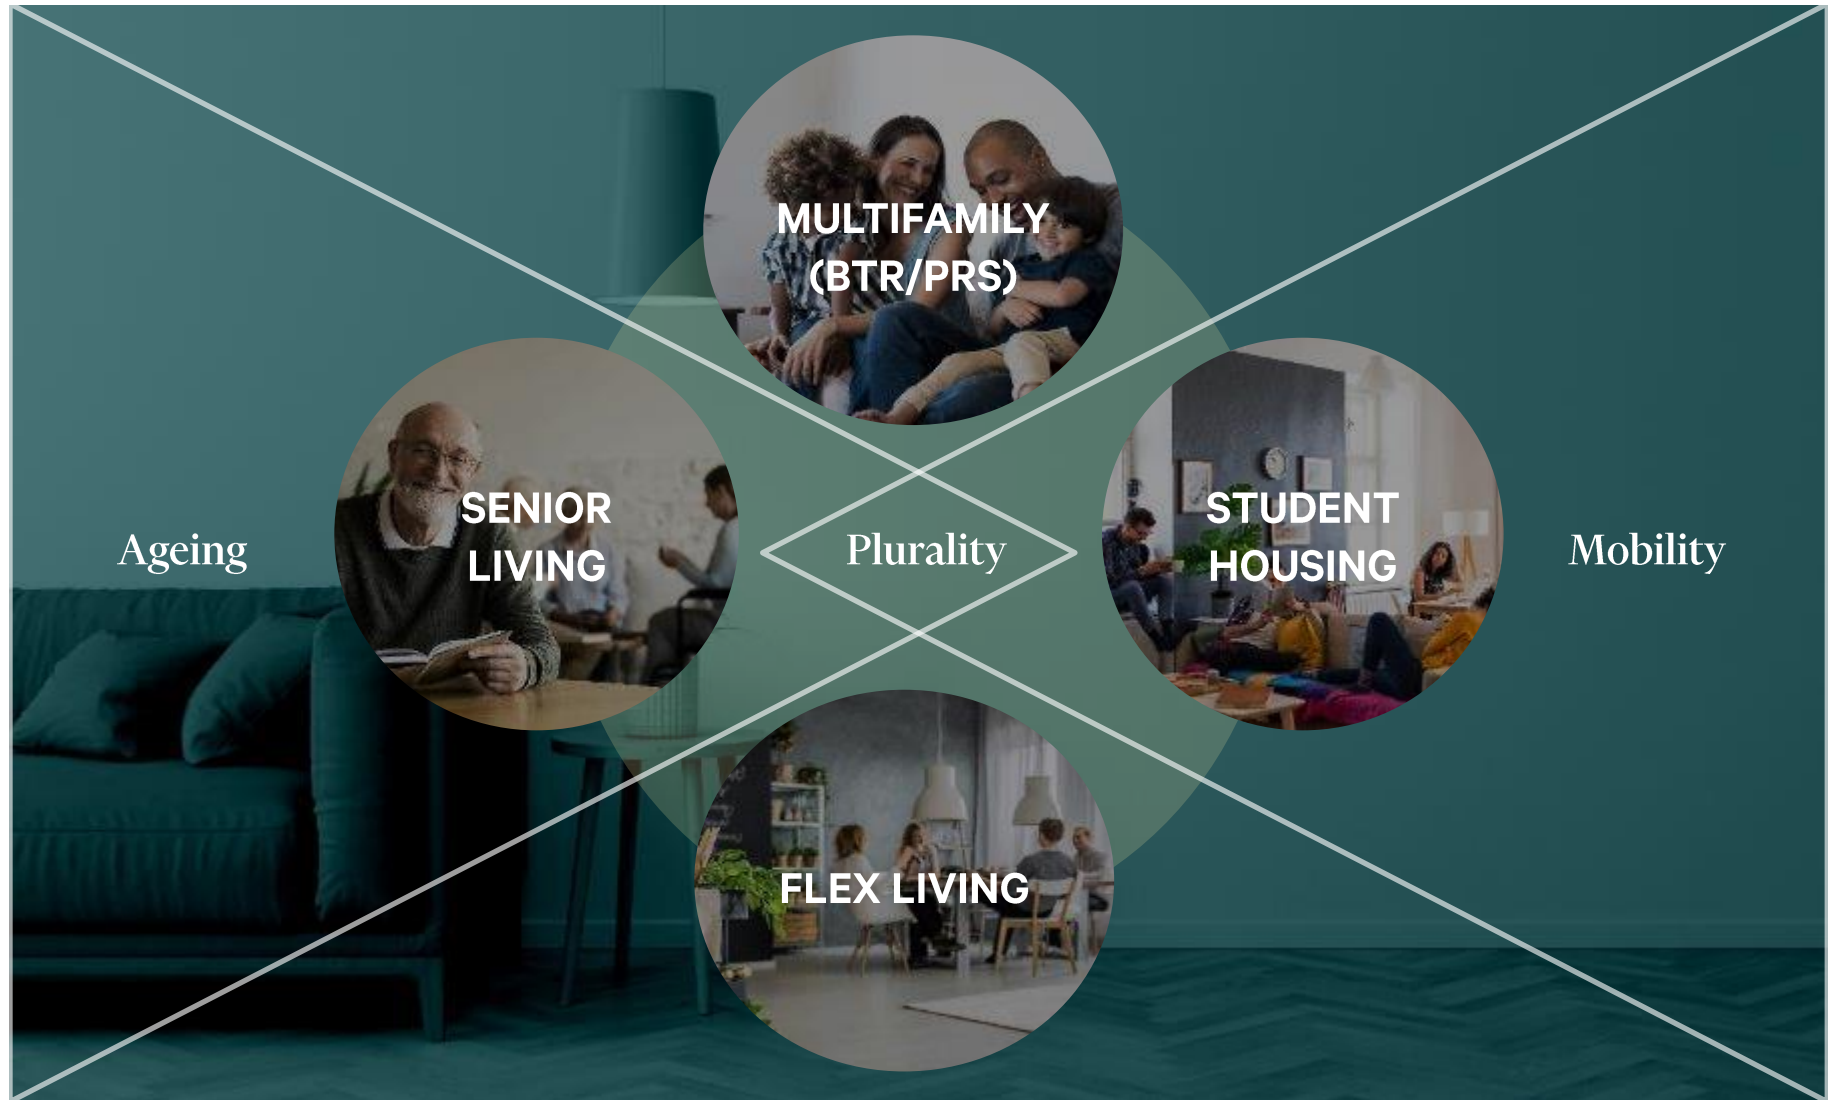 MULTIFAMILY
(BTR/PRS)
SENIOR
LIVING
STUDENT
HOUSING
Ageing
Plurality
Mobility
FLEX LIVING